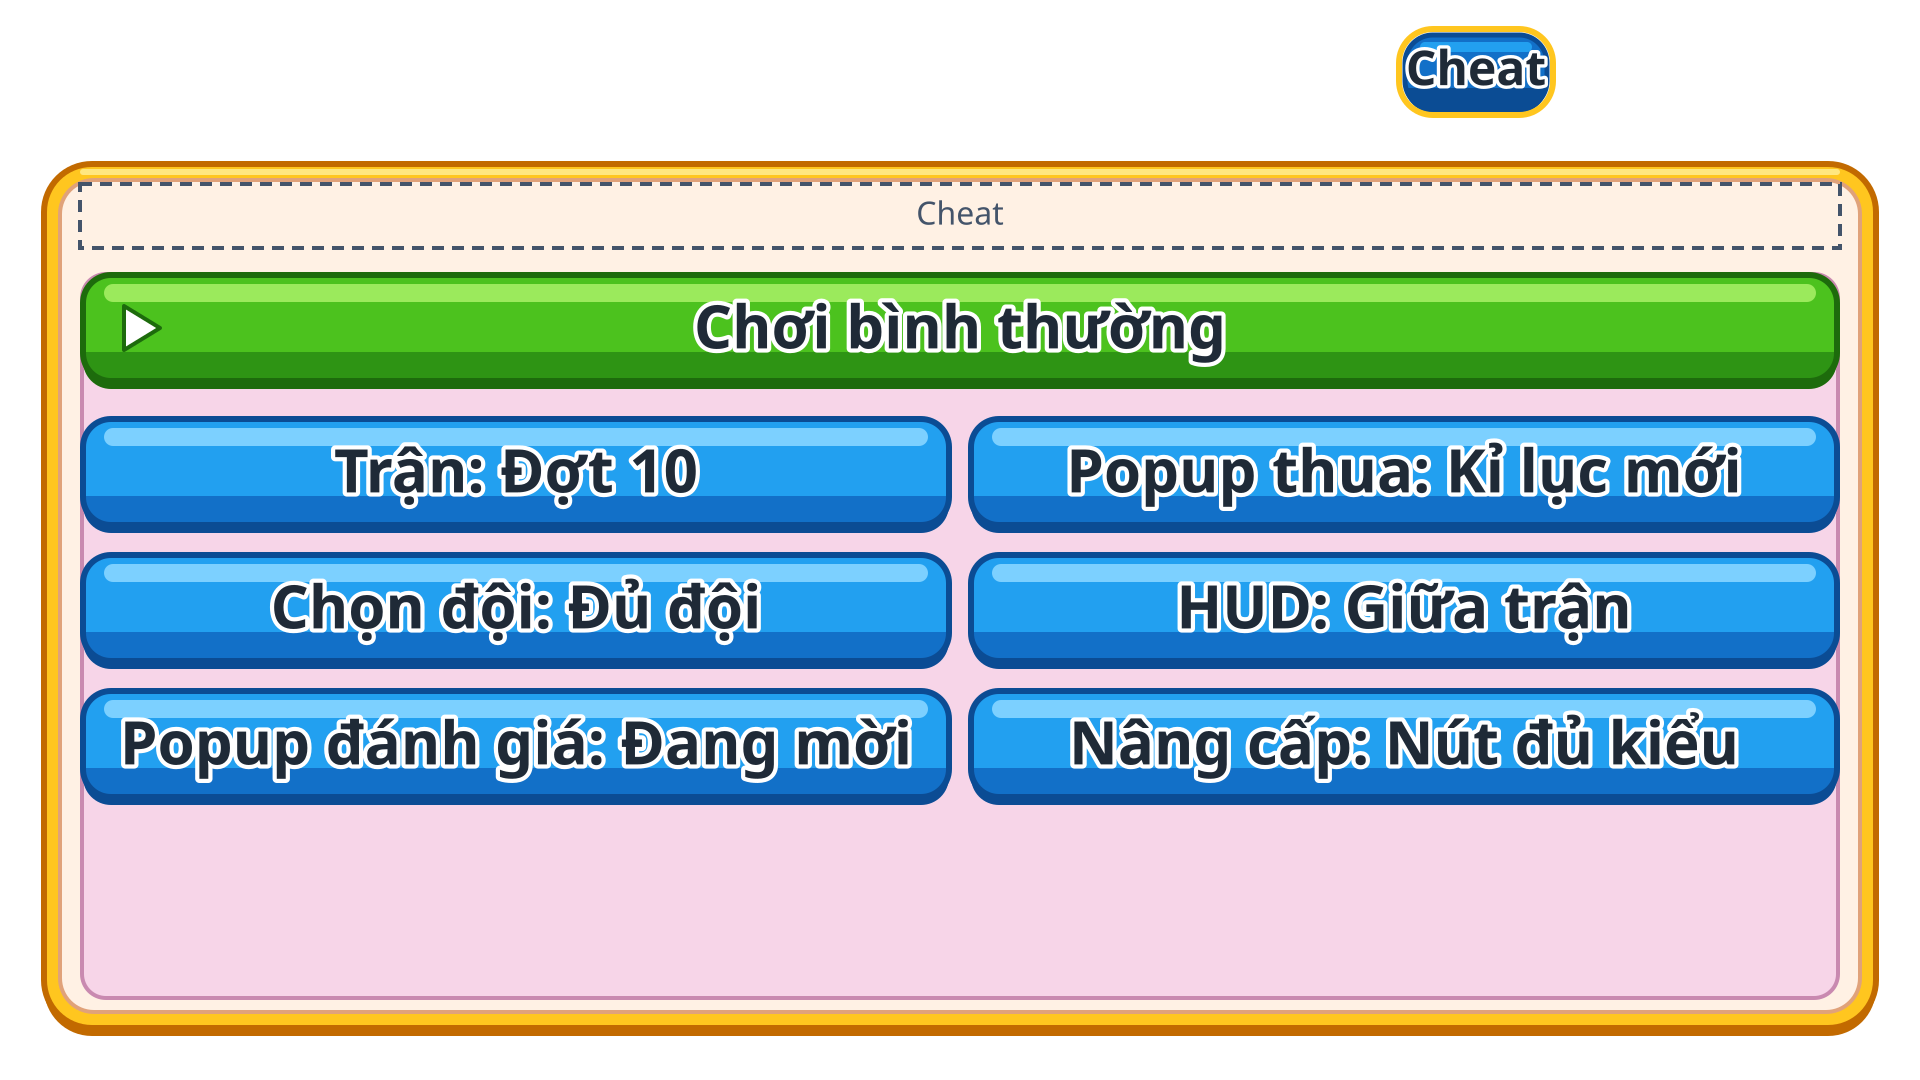 Cheat
Cheat
Chơi bình thường
Trận: Đợt 10
Popup thua: Kỉ lục mới
Chọn đội: Đủ đội
HUD: Giữa trận
Popup đánh giá: Đang mời
Nâng cấp: Nút đủ kiểu